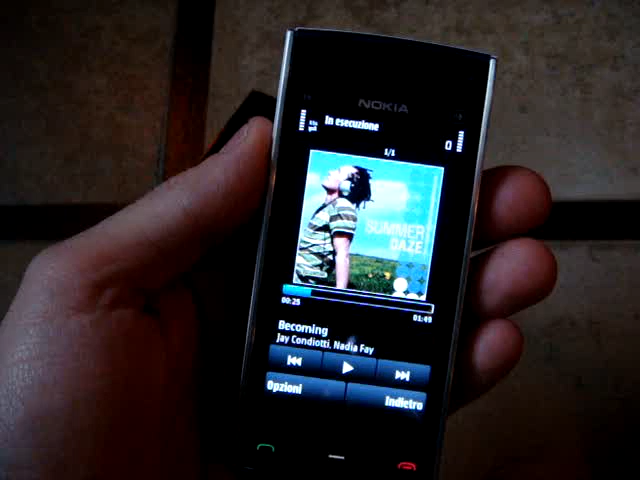 NOKIA
In esecuzione
1/1
SUMMER
DAZE
00:25
01:49
Becoming
Jay Condiotti, Nadia Fay
Opzioni
Indietro